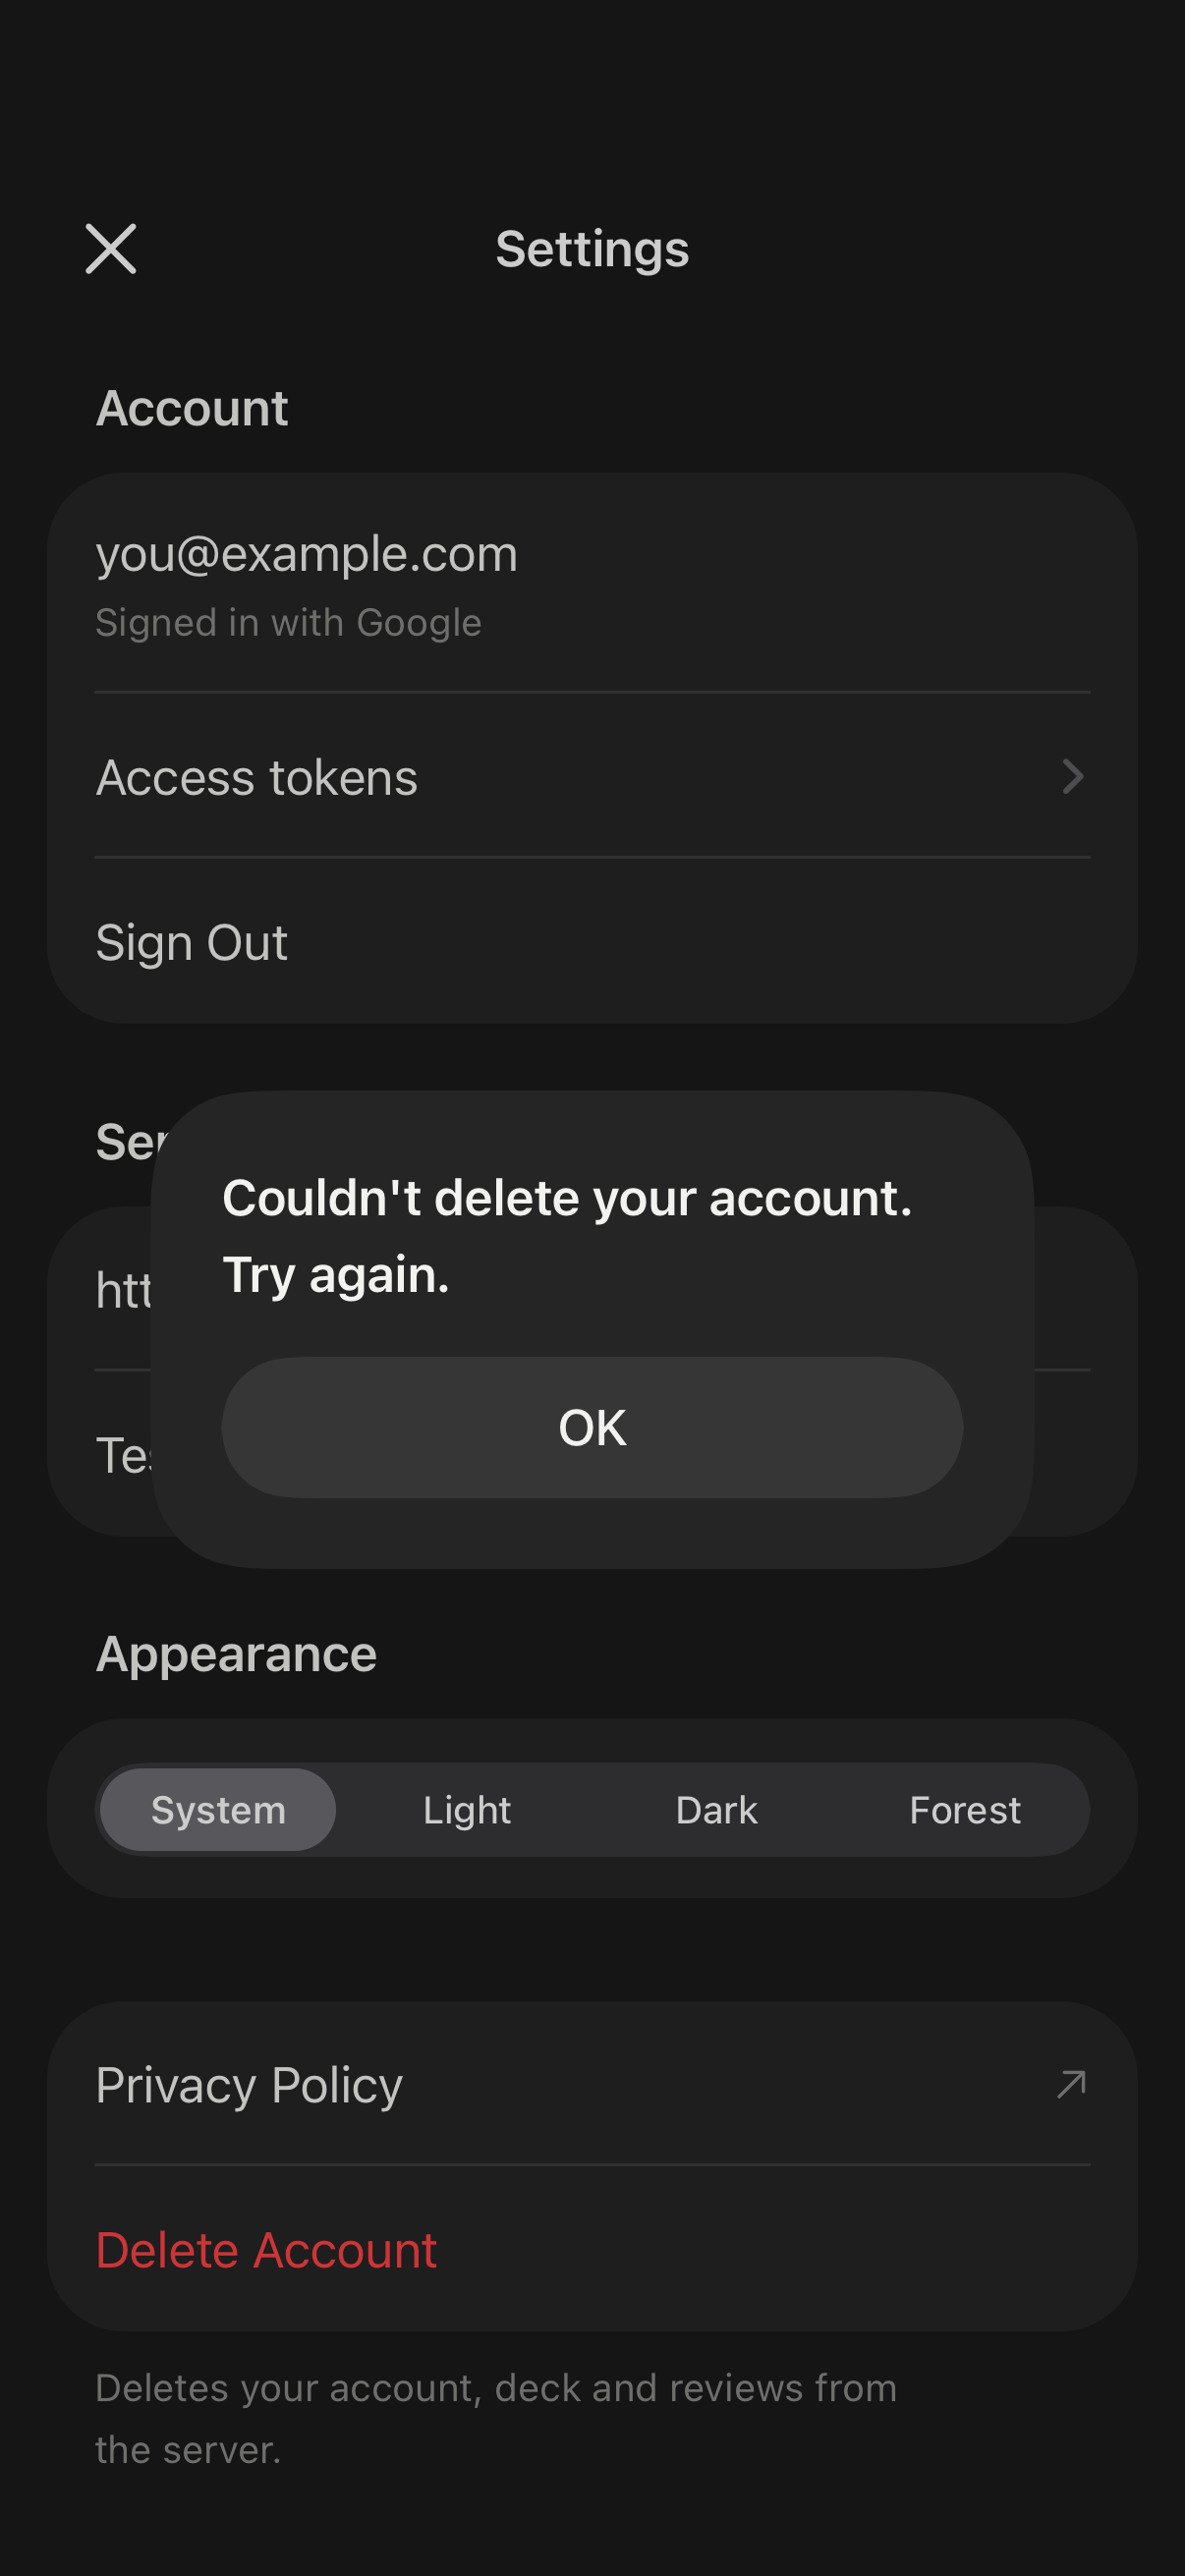 Settings
Account
you@example.com
Signed in with Google
Access tokens
Sign Out
Couldn't delete your account.
Try again.
OK
Appearance
System Light Dark Forest
Privacy Policy
Delete Account
Deletes your account, deck and reviews from
the server.